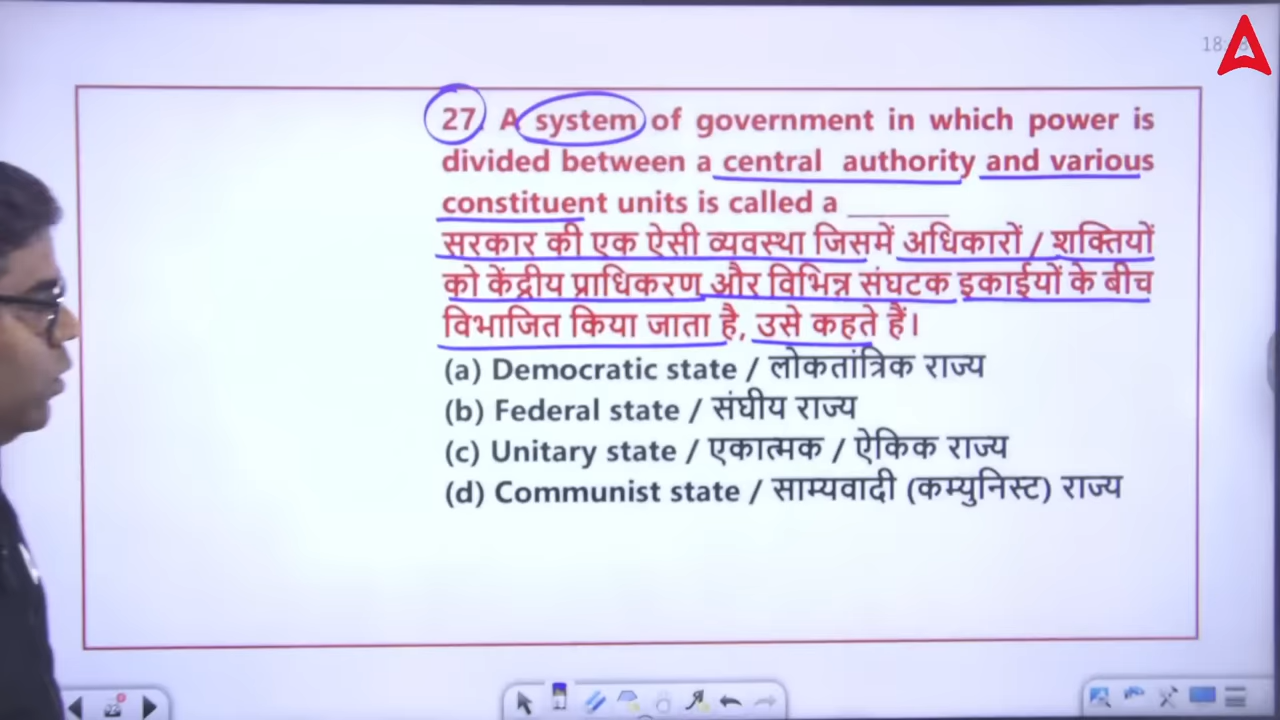 27. A system of government in which power is
divided between a central authority and various
constituent units is called a ______
सरकार की एक ऐसी व्यवस्था जिसमें अधिकारों / शक्तियों
को केंद्रीय प्राधिकरण और विभिन्न संघटक इकाईयों के बीच
विभाजित किया जाता है, उसे कहते हैं।
(a) Democratic state / लोकतांत्रिक राज्य
(b) Federal state / संघीय राज्य
(c) Unitary state / एकात्मक / ऐकिक राज्य
(d) Communist state / साम्यवादी (कम्युनिस्ट) राज्य
22